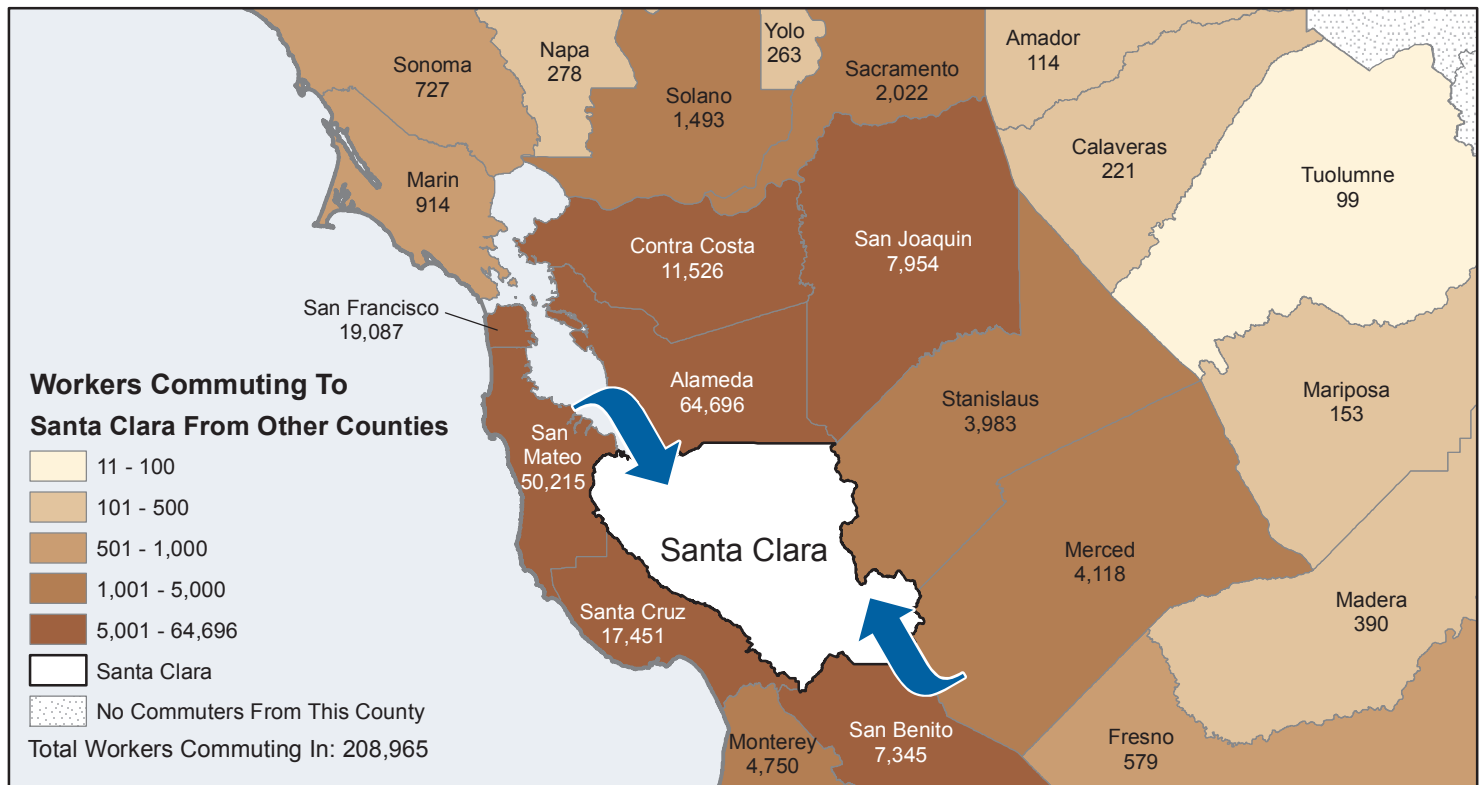 Sonoma
727
Napa
278
Yolo
263
Solano
1,493
Sacramento
2,022
Amador
114
Calaveras
221
Tuolumne
99
Marin
914
Contra Costa
11,526
San Joaquin
7,954
San Francisco
19,087
Alameda
64,696
Stanislaus
3,983
Mariposa
153
San
Mateo
50,215
Santa Clara
Merced
4,118
Santa Cruz
17,451
Madera
390
Monterey
4,750
San Benito
7,345
Fresno
579
Workers Commuting To
Santa Clara From Other Counties
11 - 100
101 - 500
501 - 1,000
1,001 - 5,000
5,001 - 64,696
Santa Clara
No Commuters From This County
Total Workers Commuting In: 208,965